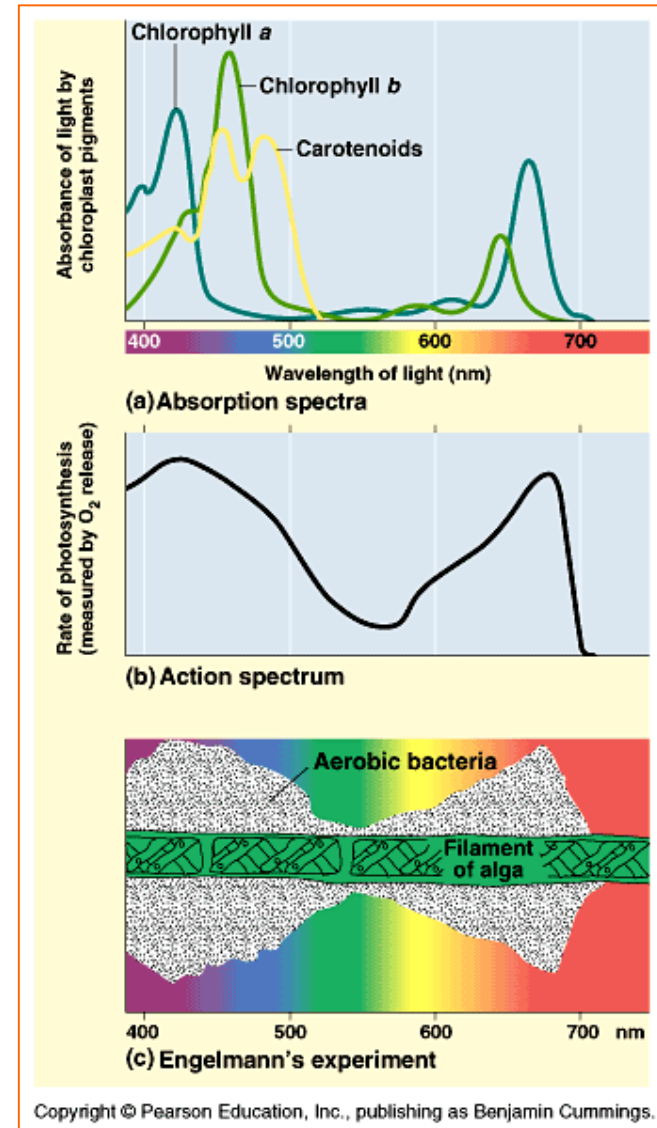 Chlorophyll a
Chlorophyll b
Carotenoids
Absorbance of light by
chloroplast pigments
400 500 600 700
Wavelength of light (nm)
(a) Absorption spectra
Rate of photosynthesis
(measured by O₂ release)
(b) Action spectrum
Aerobic bacteria
Filament
of alga
400 500 600 700 nm
(c) Engelmann's experiment
Copyright © Pearson Education, Inc., publishing as Benjamin Cummings.